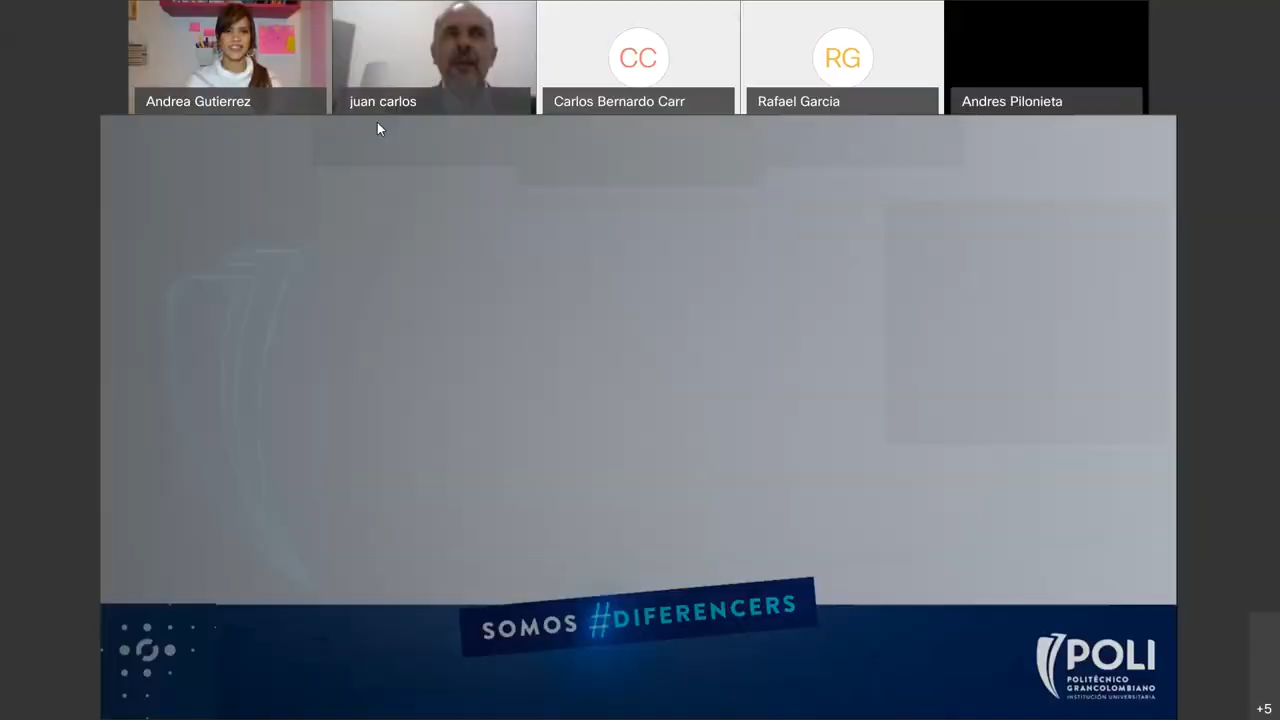 CC
RG
Andrea Gutierrez
juan carlos
Carlos Bernardo Carr
Rafael Garcia
Andres Pilonieta
SOMOS #DIFERENCERS
POLI
POLITÉCNICO
GRANCOLOMBIANO
INSTITUCIÓN UNIVERSITARIA
+5